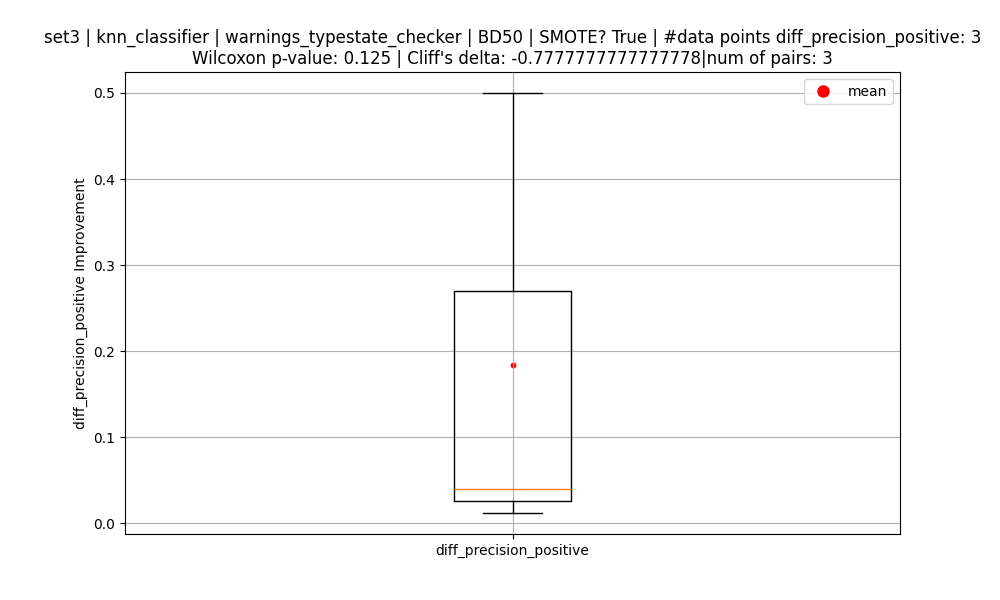 set3 | knn_classifier | warnings_typestate_checker | BD50 | SMOTE? True | #data points diff_precision_positive: 3
Wilcoxon p-value: 0.125 | Cliff's delta: -0.7777777777777778|num of pairs: 3
mean
0.5
0.4
0.3
0.2
0.1
0.0
diff_precision_positive Improvement
diff_precision_positive